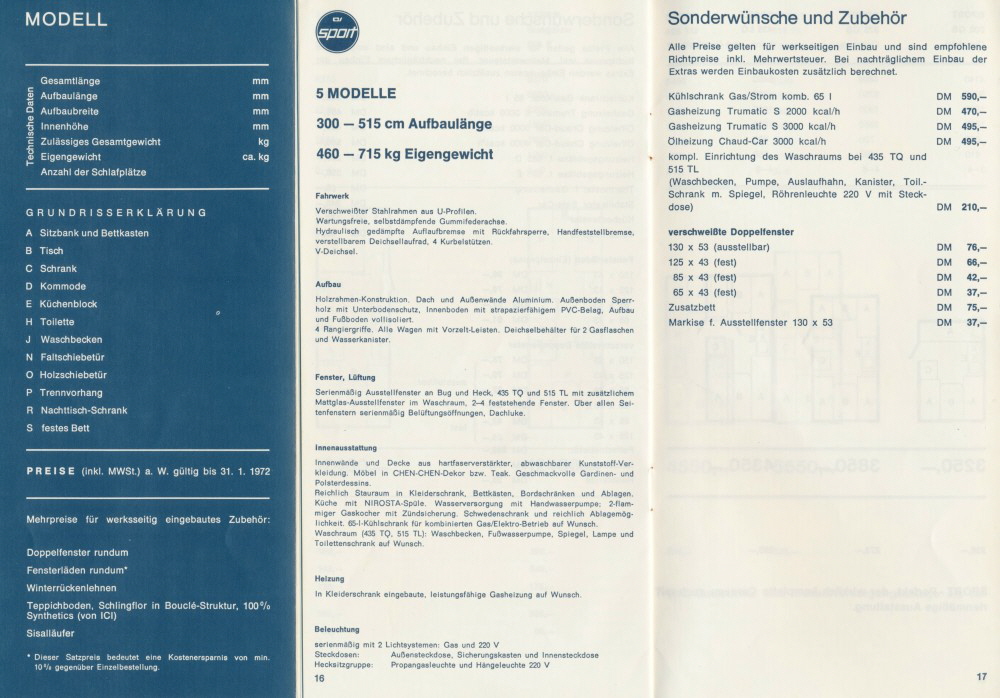 MODELL
Technische Daten
Gesamtlänge mm
Aufbaulänge mm
Aufbaubreite mm
Innenhöhe mm
Zulässiges Gesamtgewicht kg
Eigengewicht ca. kg
Anzahl der Schlafplätze
GRUNDRISSERKLÄRUNG
A Sitzbank und Bettkasten
B Tisch
C Schrank
D Kommode
E Küchenblock
H Toilette
J Waschbecken
N Faltschiebetür
O Holzschiebetür
P Trennvorhang
R Nachttisch-Schrank
S festes Bett
PREISE (inkl. MWSt.) a. W. gültig bis 31. 1. 1972
Mehrpreise für werksseitig eingebautes Zubehör:
Doppelfenster rundum
Fensterläden rundum*
Winterrückenlehnen
Teppichboden, Schlingflor in Bouclé-Struktur, 100%
Synthetics (von ICI)
Sisalläufer
* Dieser Satzpreis bedeutet eine Kostenersparnis von min.
10% gegenüber Einzelbestellung.
sport
5 MODELLE
300 – 515 cm Aufbaulänge
460 – 715 kg Eigengewicht
Fahrwerk
Verschweißter Stahlrahmen aus U-Profilen.
Wartungsfreie, selbstdämpfende Gummifederachse.
Hydraulisch gedämpfte Auflaufbremse mit Rückfahrsperre, Handfeststellbremse,
verstellbarem Deichsellaufrad, 4 Kurbelstützen.
V-Deichsel.
Aufbau
Holzrahmen-Konstruktion. Dach und Außenwände Aluminium. Außenboden Sperr-
holz mit Unterbodenschutz, Innenboden mit strapazierfähigem PVC-Belag, Aufbau
und Fußboden vollisoliert.
4 Rangiergriffe. Alle Wagen mit Vorzelt-Leisten. Deichselbehälter für 2 Gasflaschen
und Wasserkanister.
Fenster, Lüftung
Serienmäßig Ausstellfenster an Bug und Heck, 435 TQ und 515 TL mit zusätzlichem
Mattglas-Ausstellfenster im Waschraum, 2–4 feststehende Fenster. Über allen Sei-
tenfenstern serienmäßig Belüftungsöffnungen, Dachluke.
Innenausstattung
Innenwände und Decke aus hartfaserverstärkter, abwaschbarer Kunststoff-Ver-
kleidung. Möbel in CHEN-CHEN-Dekor bzw. Teak. Geschmackvolle Gardinen- und
Polsterdessins.
Reichlich Stauraum in Kleiderschrank, Bettkästen, Bordschränken und Ablagen.
Küche mit NIROSTA-Spüle. Wasserversorgung mit Handwasserpumpe; 2-flam-
miger Gaskocher mit Zündsicherung. Schwedenschrank und reichlich Ablagemög-
lichkeit. 65-l-Kühlschrank für kombinierten Gas/Elektro-Betrieb auf Wunsch.
Waschraum (435 TQ, 515 TL): Waschbecken, Fußwasserpumpe, Spiegel, Lampe und
Toilettenschrank auf Wunsch.
Heizung
In Kleiderschrank eingebaute, leistungsfähige Gasheizung auf Wunsch.
Beleuchtung
serienmäßig mit 2 Lichtsystemen: Gas und 220 V
Steckdosen: Außensteckdose, Sicherungskasten und Innensteckdose
Hecksitzgruppe: Propangasleuchte und Hängeleuchte 220 V
16
Sonderwünsche und Zubehör
Alle Preise gelten für werkseitigen Einbau und sind empfohlene
Richtpreise inkl. Mehrwertsteuer. Bei nachträglichem Einbau der
Extras werden Einbaukosten zusätzlich berechnet.
Kühlschrank Gas/Strom komb. 65 l DM 590,–
Gasheizung Trumatic S 2000 kcal/h DM 470,–
Gasheizung Trumatic S 3000 kcal/h DM 495,–
Ölheizung Chaud-Car 3000 kcal/h DM 495,–
kompl. Einrichtung des Waschraums bei 435 TQ und
515 TL
(Waschbecken, Pumpe, Auslaufhahn, Kanister, Toil.-
Schrank m. Spiegel, Röhrenleuchte 220 V mit Steck-
dose) DM 210,–
verschweißte Doppelfenster
130 x 53 (ausstellbar) DM 76,–
125 x 43 (fest) DM 66,–
85 x 43 (fest) DM 42,–
65 x 43 (fest) DM 37,–
Zusatzbett DM 75,–
Markise f. Ausstellfenster 130 x 53 DM 37,–
17